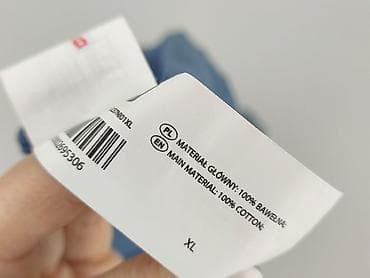 PL MATERIAŁ GŁÓWNY: 100% BAWEŁNA;
EN MAIN MATERIAL: 100% COTTON;
XL